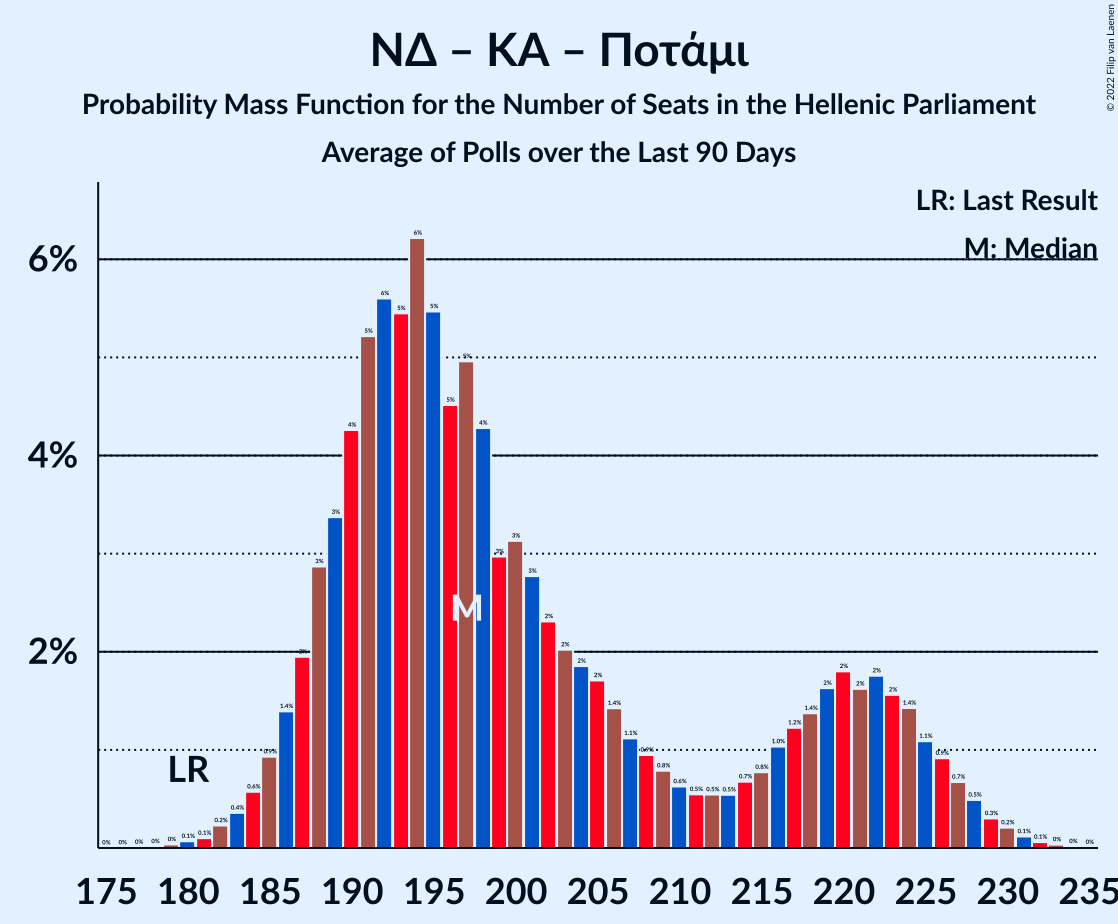 ΝΔ – ΚΑ – Ποτάμι
Probability Mass Function for the Number of Seats in the Hellenic Parliament
Average of Polls over the Last 90 Days
© 2022 Filip van Laenen
LR: Last Result
M: Median
6%
4%
2%
0% 0% 0% 0% 0% 0.1% 0.1% 0.2% 0.4% 0.6% 0.9% 1.4% 2% 3% 3% 4% 5% 6% 5% 6% 5% 5% 5% 4% 3% 3% 3% 2% 2% 2% 2% 1.4% 1.1% 0.9% 0.8% 0.6% 0.5% 0.5% 0.5% 0.7% 0.8% 1.0% 1.2% 1.4% 2% 2% 2% 2% 2% 1.4% 1.1% 0.9% 0.7% 0.5% 0.3% 0.2% 0.1% 0.1% 0% 0% 0%
LR
M
175 180 185 190 195 200 205 210 215 220 225 230 235